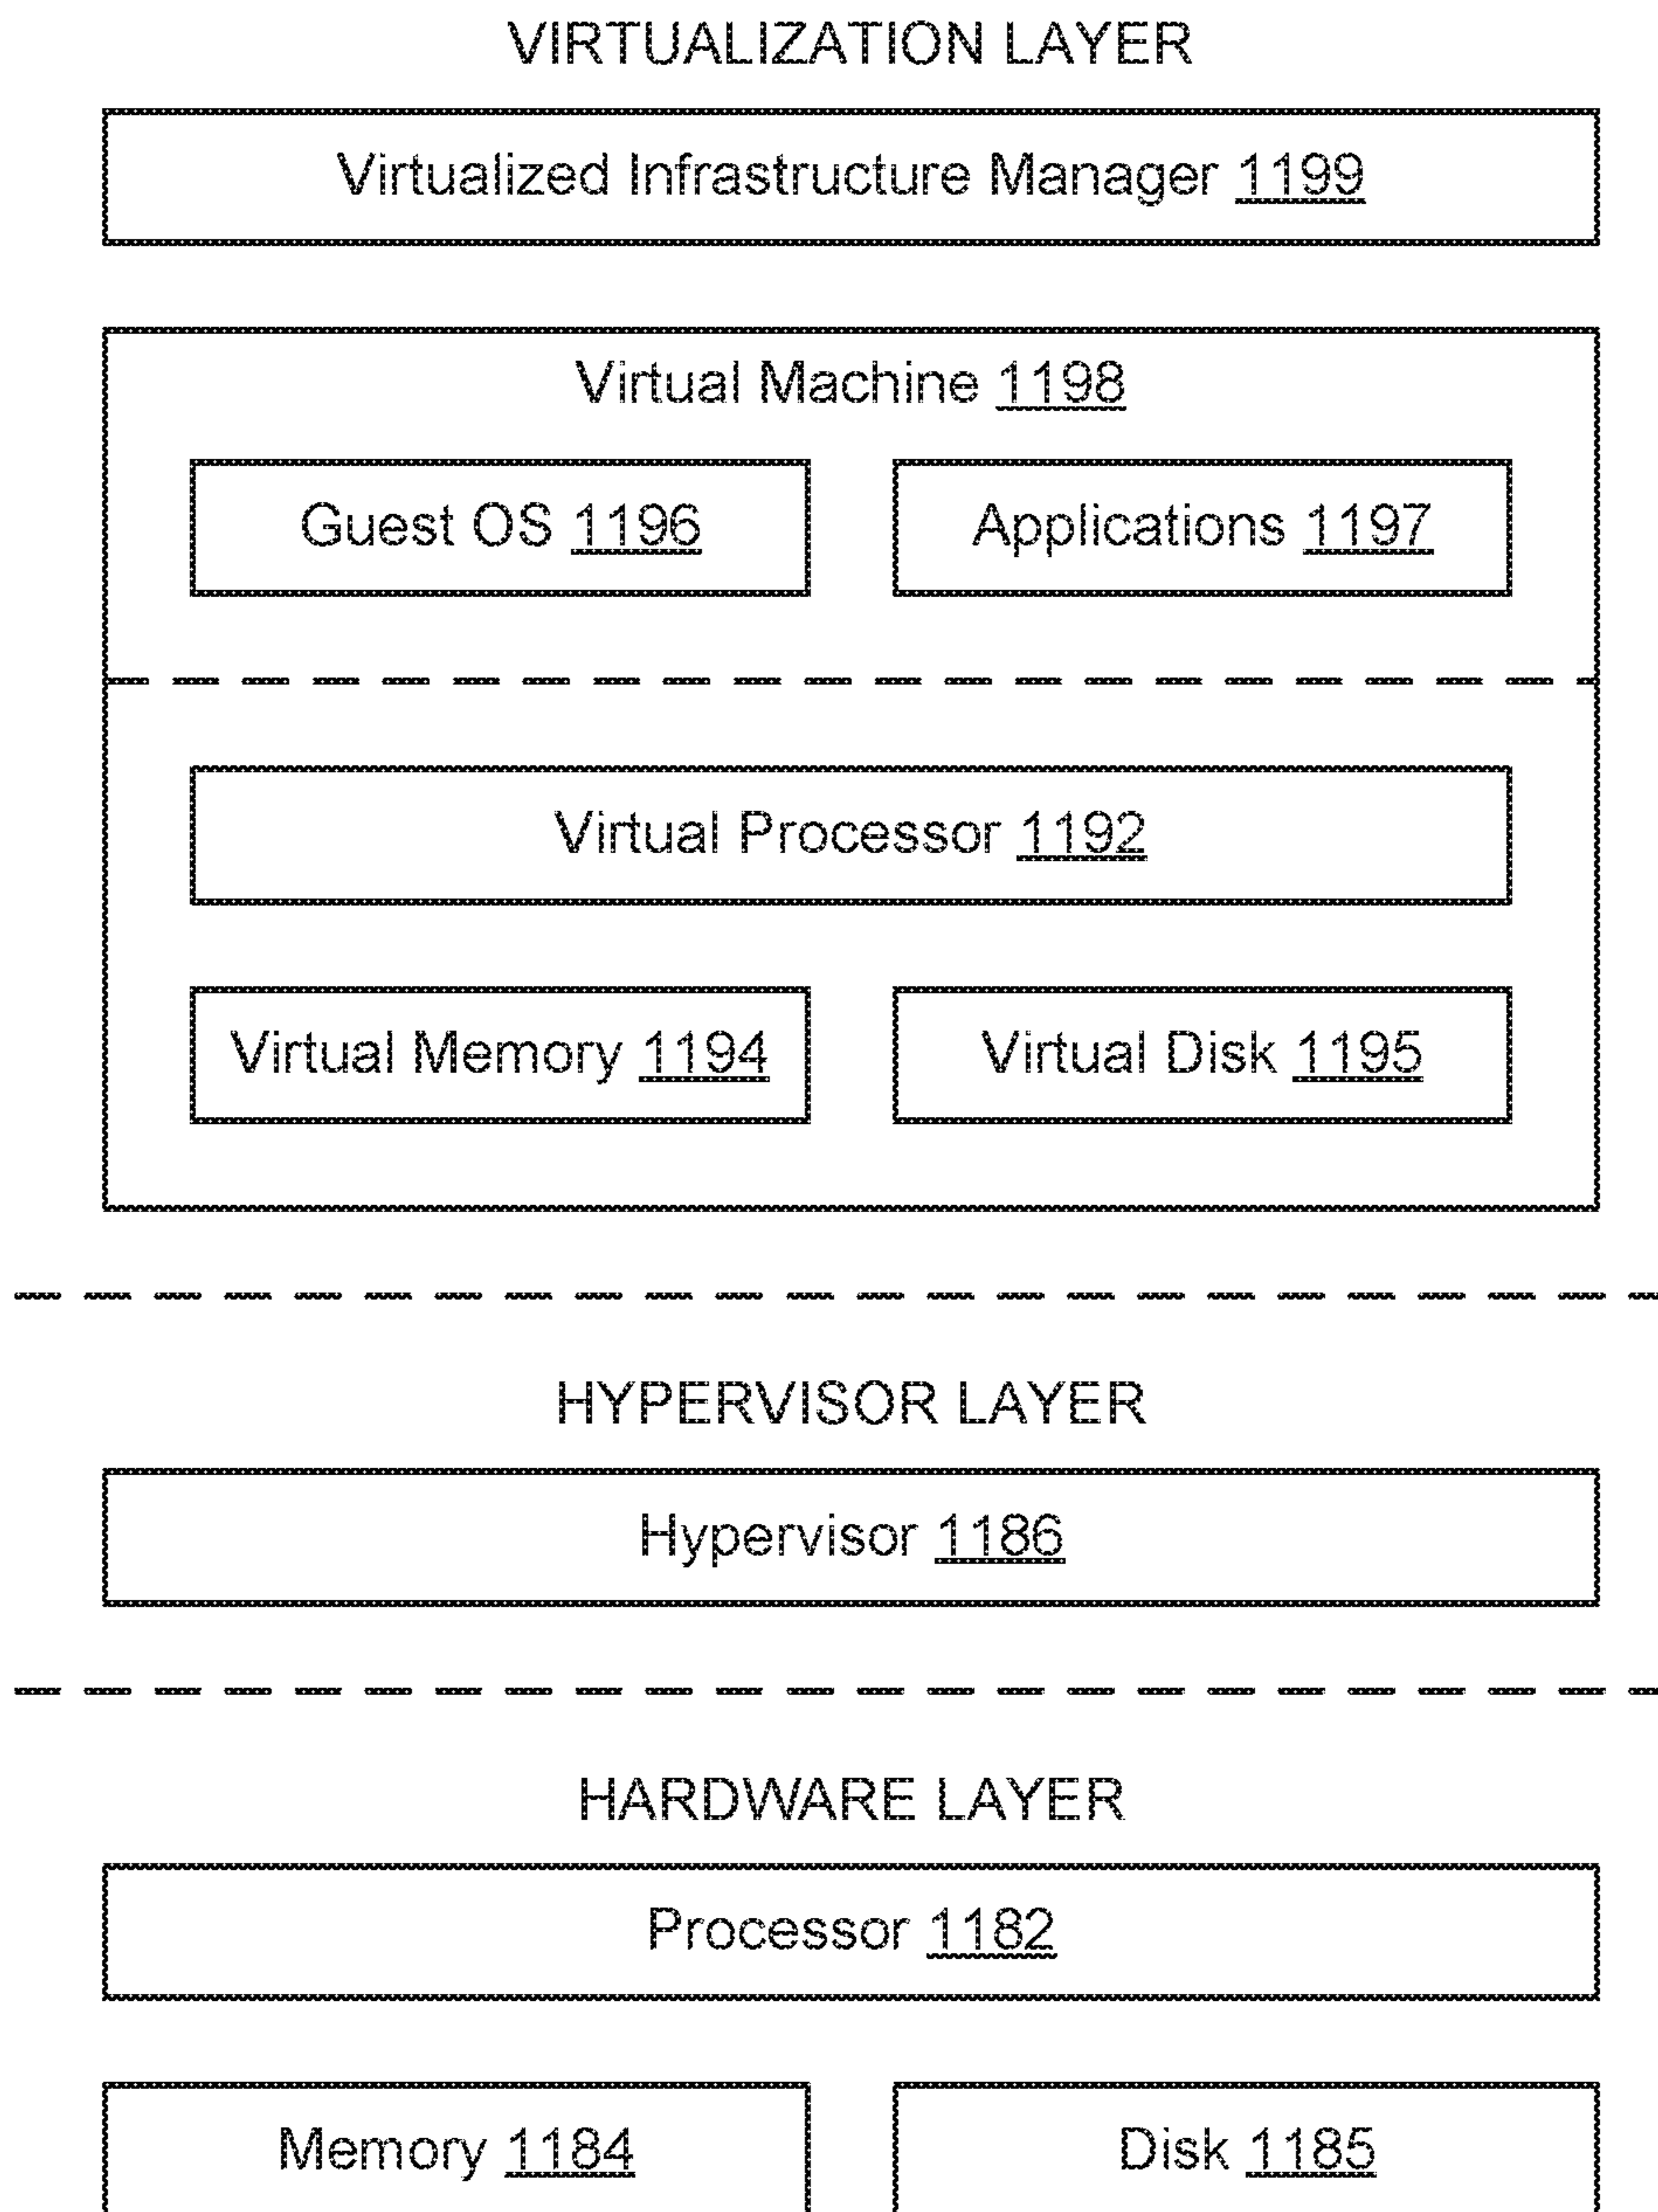 VIRTUALIZATION LAYER
Virtualized Infrastructure Manager 1199
Virtual Machine 1198
Guest OS 1196
Applications 1197
Virtual Processor 1192
Virtual Memory 1194
Virtual Disk 1195
HYPERVISOR LAYER
Hypervisor 1186
HARDWARE LAYER
Processor 1182
Memory 1184
Disk 1185